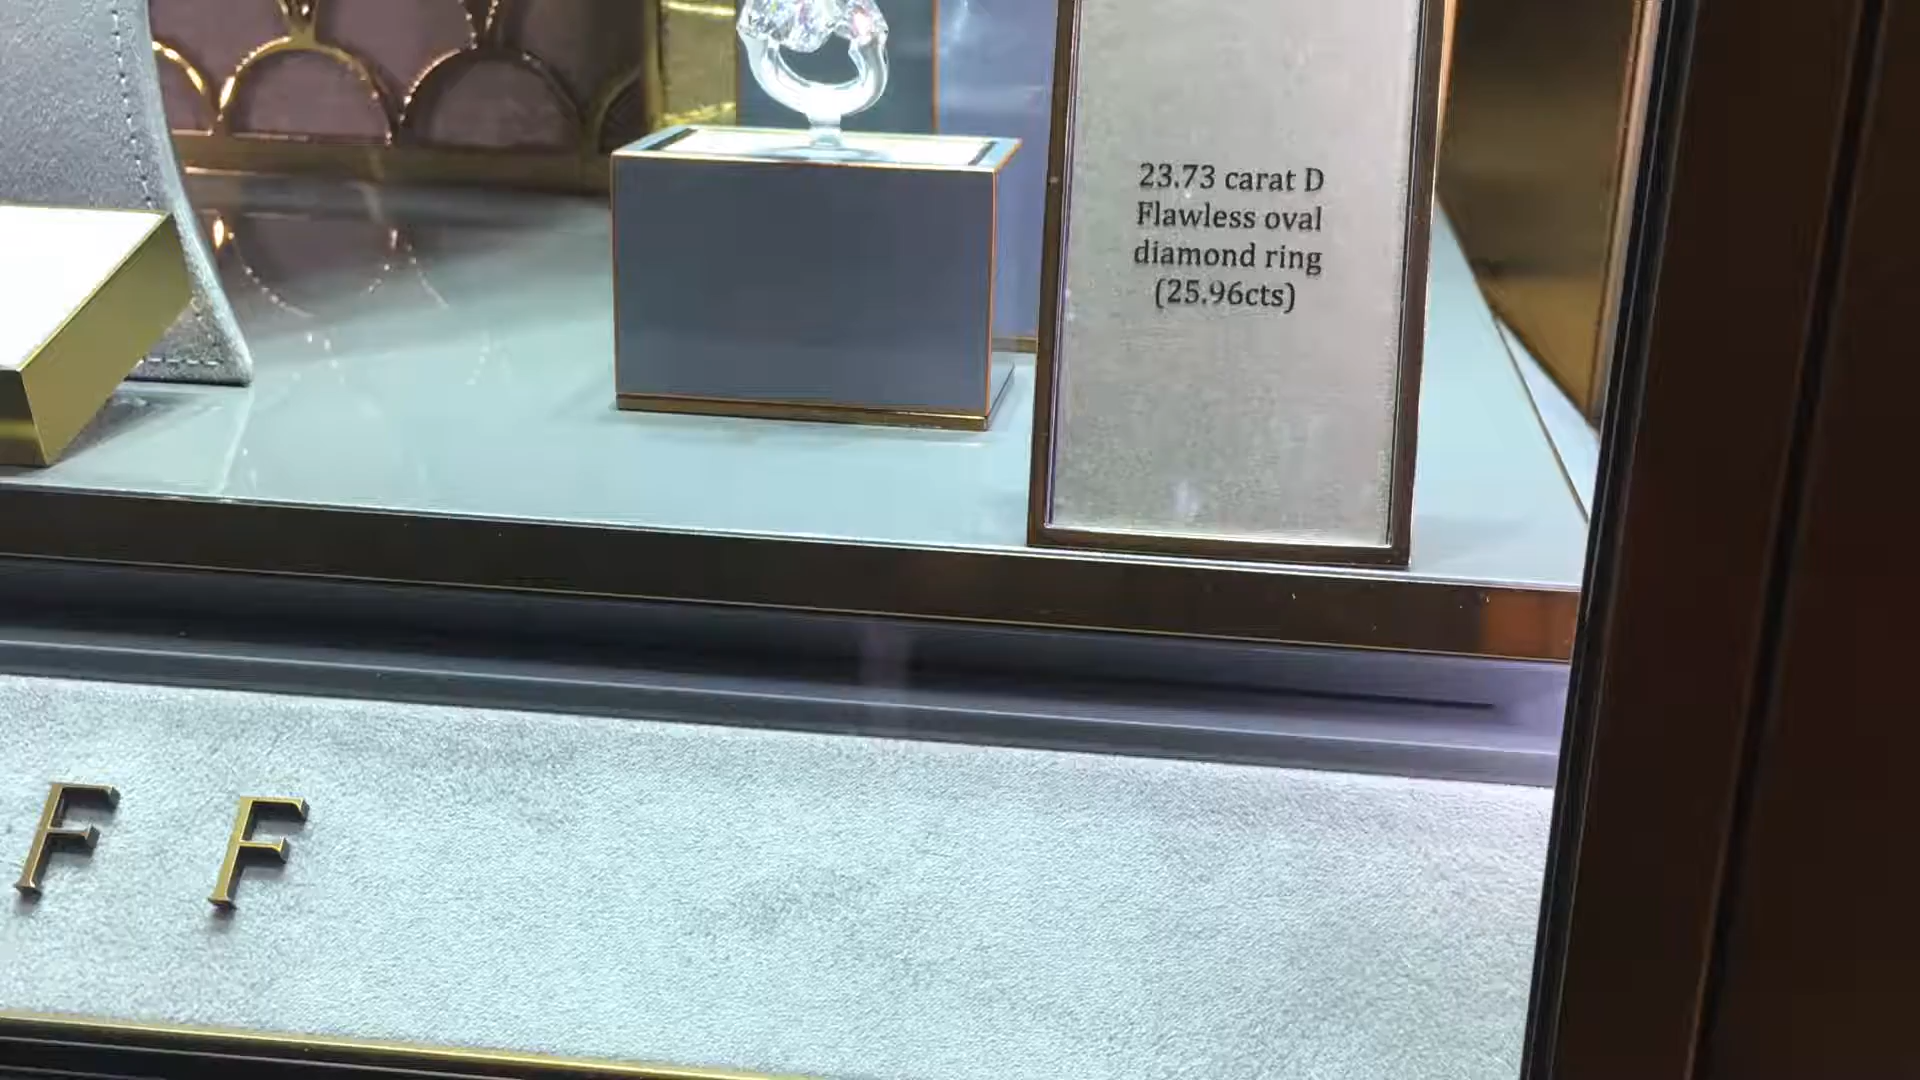 23.73 carat D
Flawless oval
diamond ring
(25.96cts)
F F